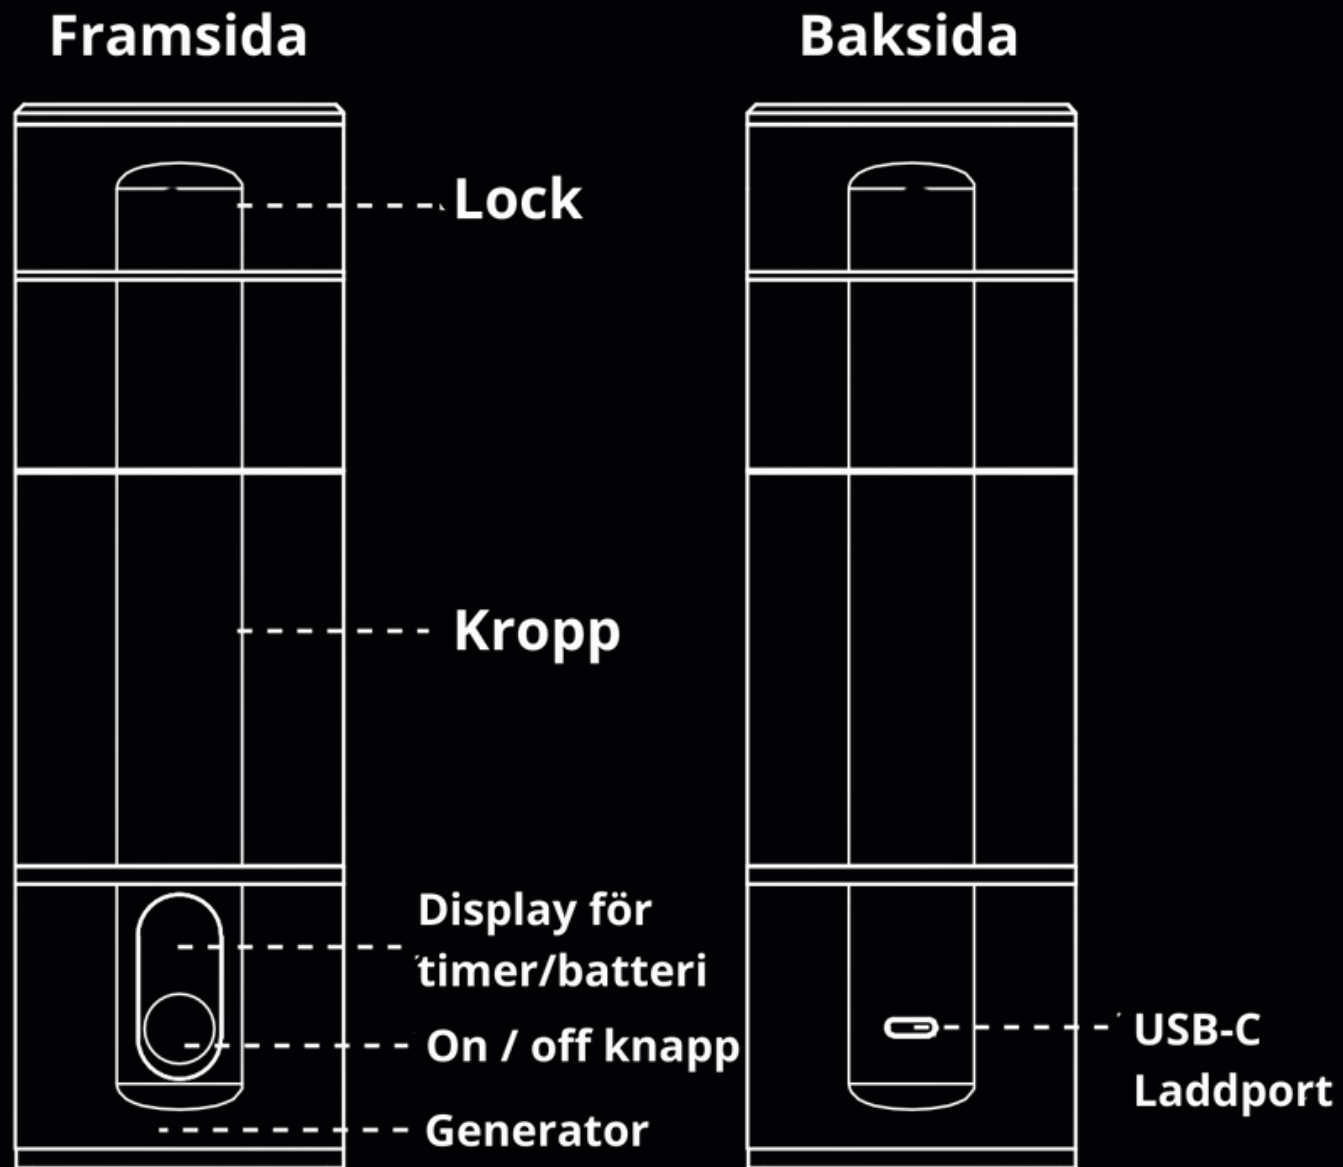 Framsida
Baksida
Lock
Kropp
Display för
timer/batteri
On / off knapp
Generator
USB-C
Laddport